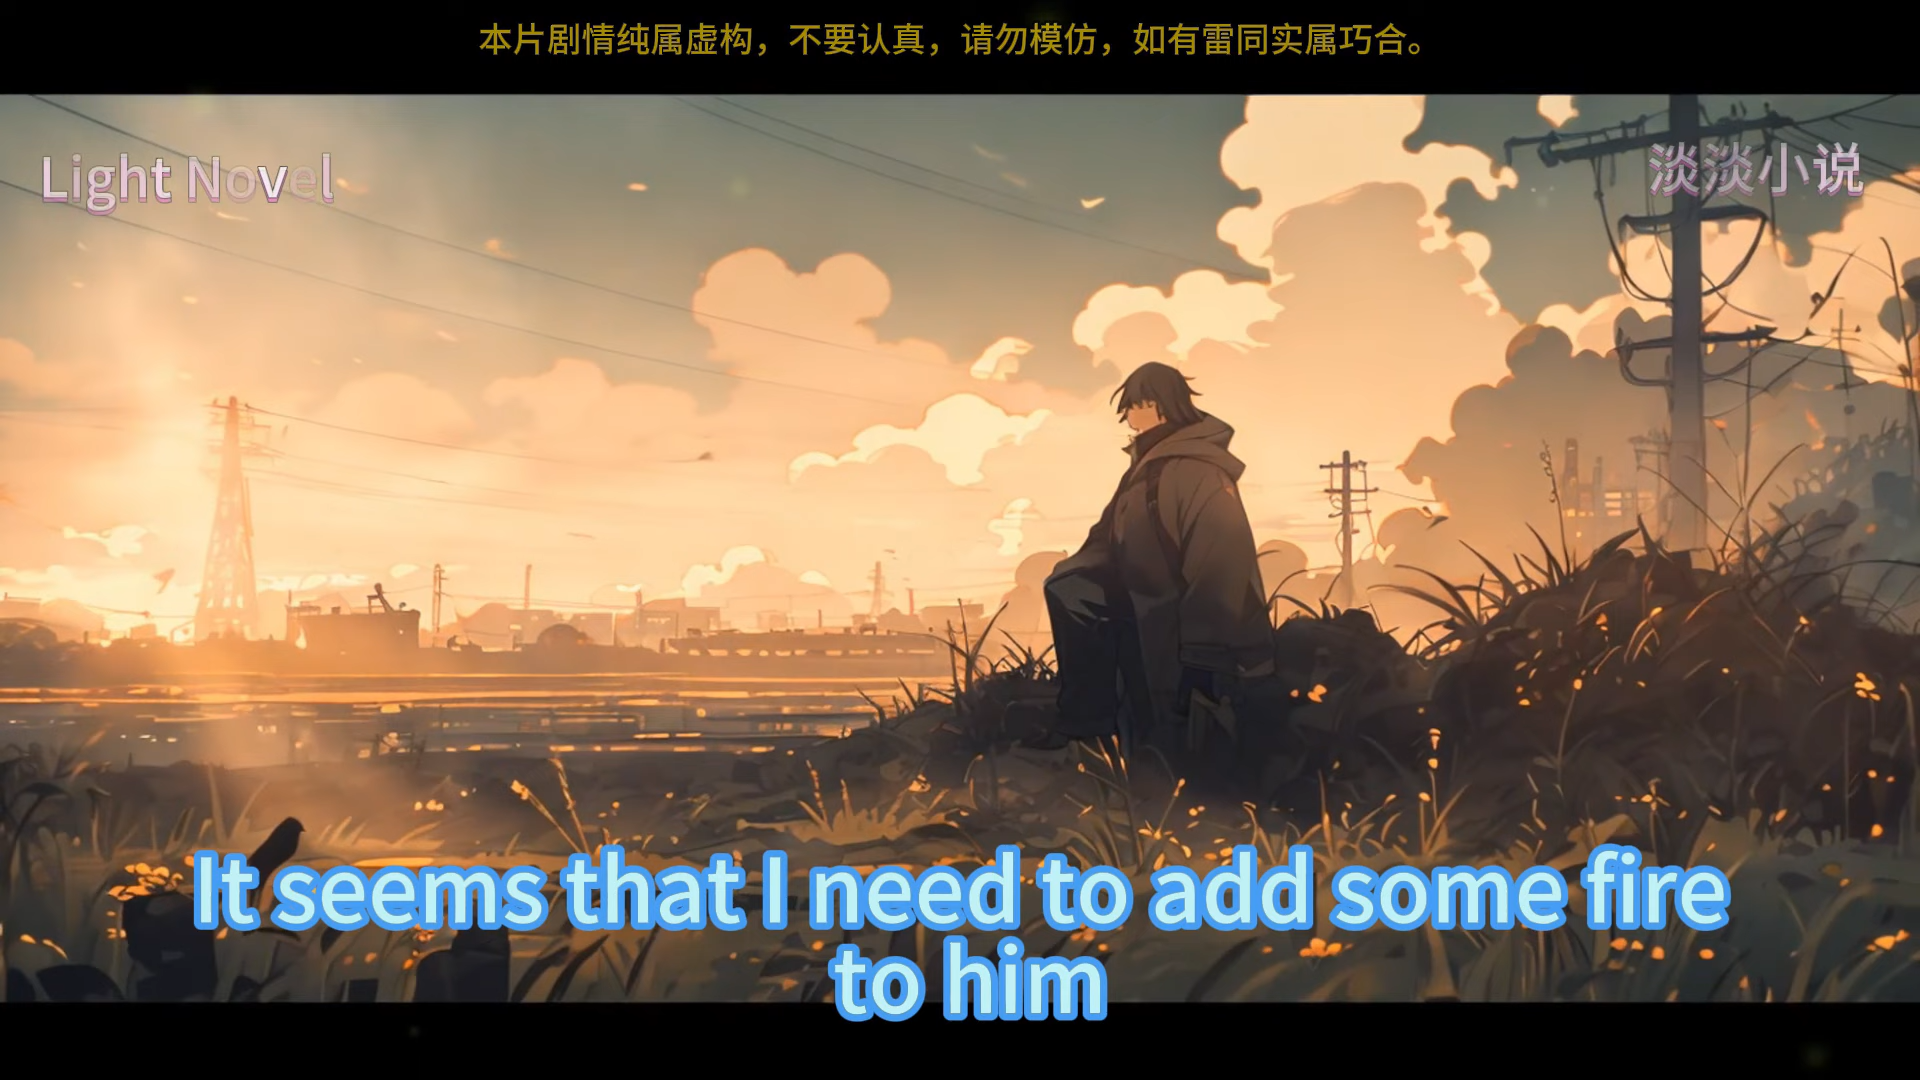 本片剧情纯属虚构，不要认真，请勿模仿，如有雷同实属巧合。
Light Novel
淡淡小说
It seems that I need to add some fire
to him